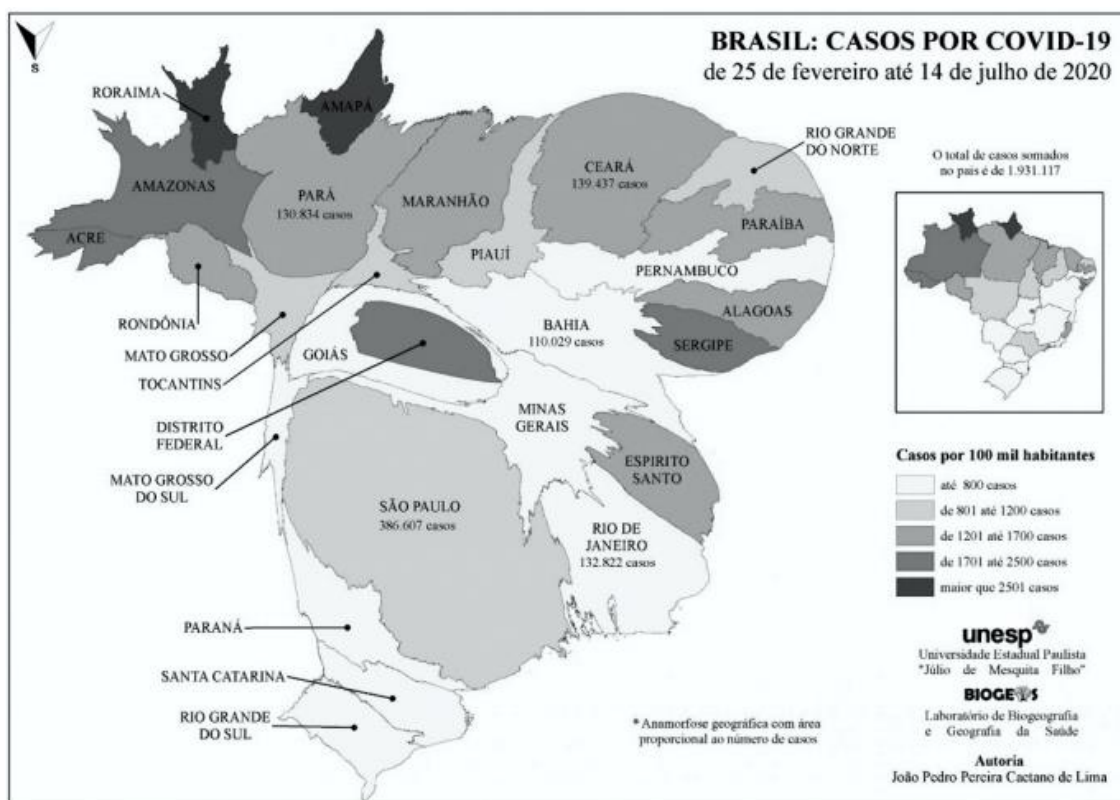 BRASIL: CASOS POR COVID-19
de 25 de fevereiro até 14 de julho de 2020
S
RORAIMA
AMAPÁ
AMAZONAS
PARÁ
130.834 casos
MARANHÃO
CEARÁ
139.437 casos
RIO GRANDE
DO NORTE
ACRE
PIAUÍ
PARAÍBA
PERNAMBUCO
RONDÔNIA
ALAGOAS
BAHIA
110.029 casos
SERGIPE
MATO GROSSO
GOIÁS
TOCANTINS
DISTRITO
FEDERAL
MINAS
GERAIS
MATO GROSSO
DO SUL
ESPIRITO
SANTO
SÃO PAULO
386.607 casos
RIO DE
JANEIRO
132.822 casos
PARANÁ
SANTA CATARINA
RIO GRANDE
DO SUL
* Anamorfose geográfica com área
proporcional ao número de casos
O total de casos somados
no país é de 1.931.117
Casos por 100 mil habitantes
até 800 casos
de 801 até 1200 casos
de 1201 até 1700 casos
de 1701 até 2500 casos
maior que 2501 casos
unesp
Universidade Estadual Paulista
"Júlio de Mesquita Filho"
BIOGEOS
Laboratório de Biogeografia
e Geografia da Saúde
Autoria
João Pedro Pereira Caetano de Lima